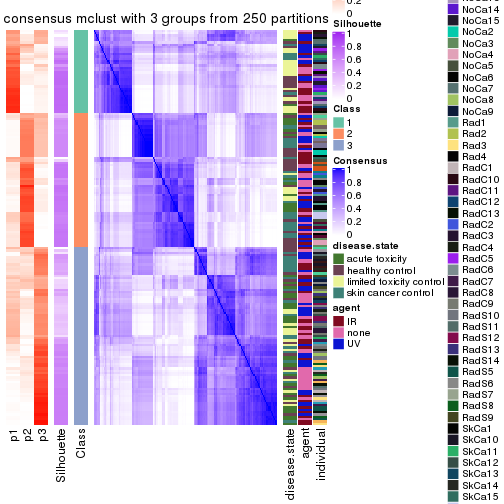 consensus mclust with 3 groups from 250 partitions
0.2
0
Silhouette
1
0.8
0.6
0.4
0.2
0
Class
1
2
3
Consensus
1
0.8
0.6
0.4
0.2
0
disease.state
acute toxicity
healthy control
limited toxicity control
skin cancer control
agent
IR
none
UV
p1
p2
p3
Silhouette
Class
disease.state
agent
individual
NoCa14
NoCa15
NoCa2
NoCa3
NoCa4
NoCa5
NoCa6
NoCa7
NoCa8
NoCa9
Rad1
Rad2
Rad3
Rad4
RadC1
RadC10
RadC11
RadC12
RadC13
RadC2
RadC3
RadC4
RadC5
RadC6
RadC7
RadC8
RadC9
RadS10
RadS11
RadS12
RadS13
RadS14
RadS5
RadS6
RadS7
RadS8
RadS9
SkCa1
SkCa10
SkCa11
SkCa12
SkCa13
SkCa14
SkCa15